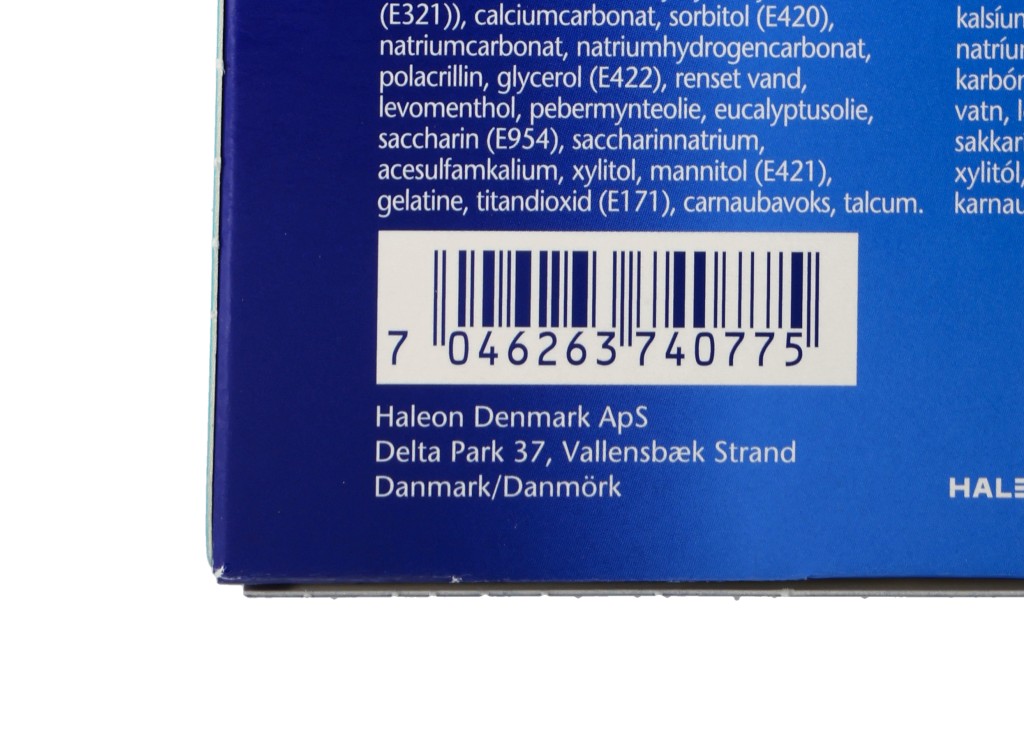 (E321)), calciumcarbonat, sorbitol (E420),
natriumcarbonat, natriumhydrogencarbonat,
polacrillin, glycerol (E422), renset vand,
levomenthol, pebermynteolie, eucalyptusolie,
saccharin (E954), saccharinnatrium,
acesulfamkalium, xylitol, mannitol (E421),
gelatine, titandioxid (E171), carnaubavoks, talcum.
7 046263 740775
Haleon Denmark ApS
Delta Park 37, Vallensbæk Strand
Danmark/Danmörk
vatn,
xylitól,